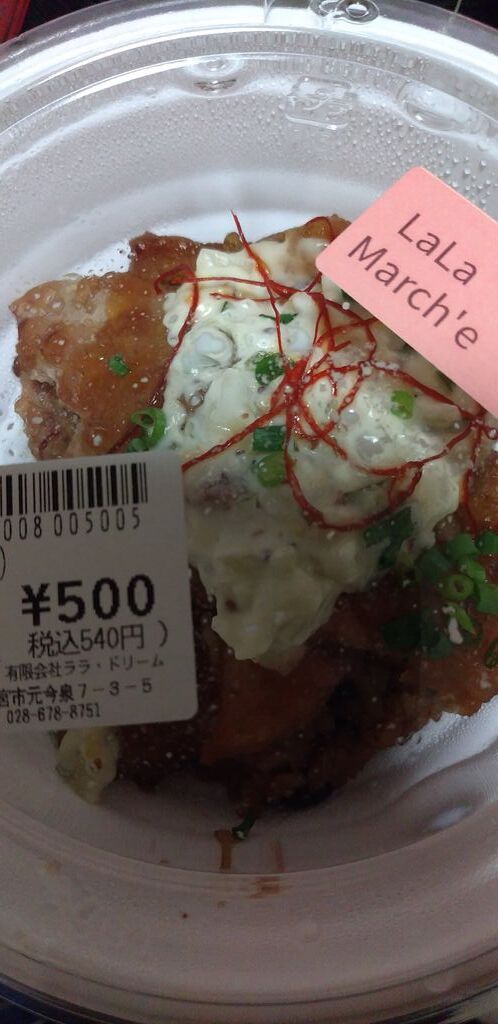 LaLa
March'e
008 005005
)
¥500
税込540円 )
有限会社ララ・ドリーム
宮市元今泉7-3-5
028-678-8751